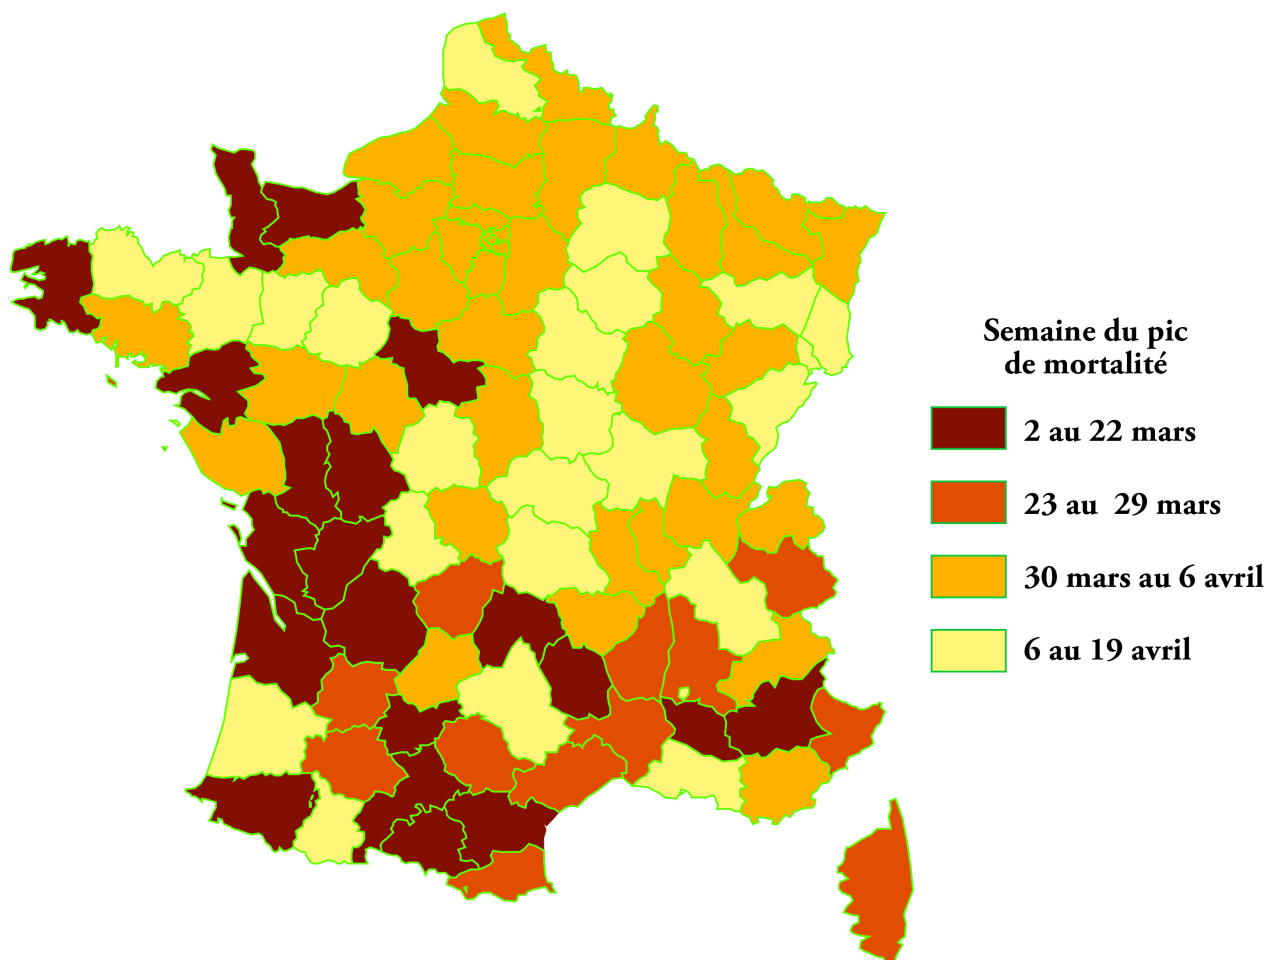 Semaine du pic
de mortalité
2 au 22 mars
23 au 29 mars
30 mars au 6 avril
6 au 19 avril